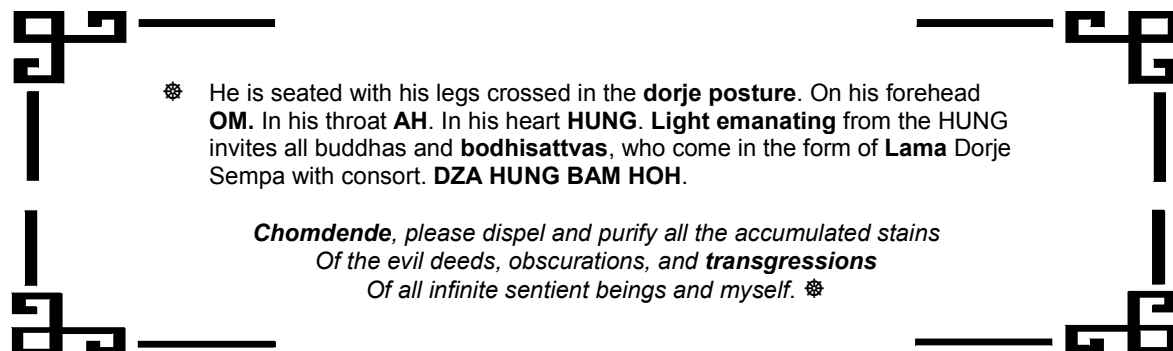 ☸ He is seated with his legs crossed in the dorje posture. On his forehead
OM. In his throat AH. In his heart HUNG. Light emanating from the HUNG
invites all buddhas and bodhisattvas, who come in the form of Lama Dorje
Sempa with consort. DZA HUNG BAM HOH.
Chomdende, please dispel and purify all the accumulated stains
Of the evil deeds, obscurations, and transgressions
Of all infinite sentient beings and myself. ☸